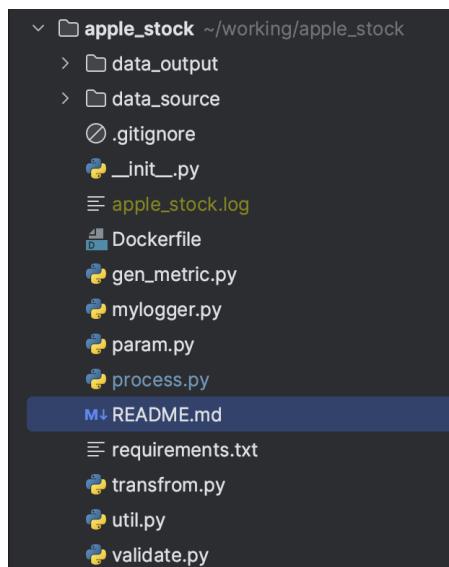 apple_stock ~/working/apple_stock
data_output
data_source
.gitignore
__init__.py
apple_stock.log
D Dockerfile
gen_metric.py
mylogger.py
param.py
process.py
M↓ README.md
requirements.txt
transfrom.py
util.py
validate.py